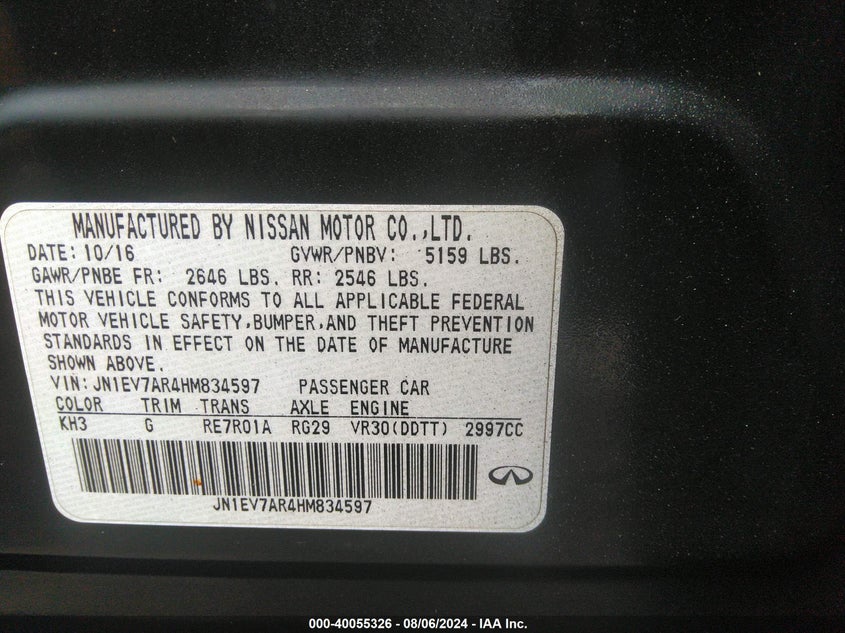 MANUFACTURED BY NISSAN MOTOR CO.,LTD.
DATE: 10/16 GVWR/PNBV: 5159 LBS.
GAWR/PNBE FR: 2646 LBS. RR: 2546 LBS.
THIS VEHICLE CONFORMS TO ALL APPLICABLE FEDERAL
MOTOR VEHICLE SAFETY,BUMPER,AND THEFT PREVENTION
STANDARDS IN EFFECT ON THE DATE OF MANUFACTURE
SHOWN ABOVE.
VIN: JN1EV7AR4HM834597 PASSENGER CAR
COLOR TRIM TRANS AXLE ENGINE
KH3 G RE7R01A RG29 VR30(DDTT) 2997CC
JN1EV7AR4HM834597
000-40055326 - 08/06/2024 - IAA Inc.